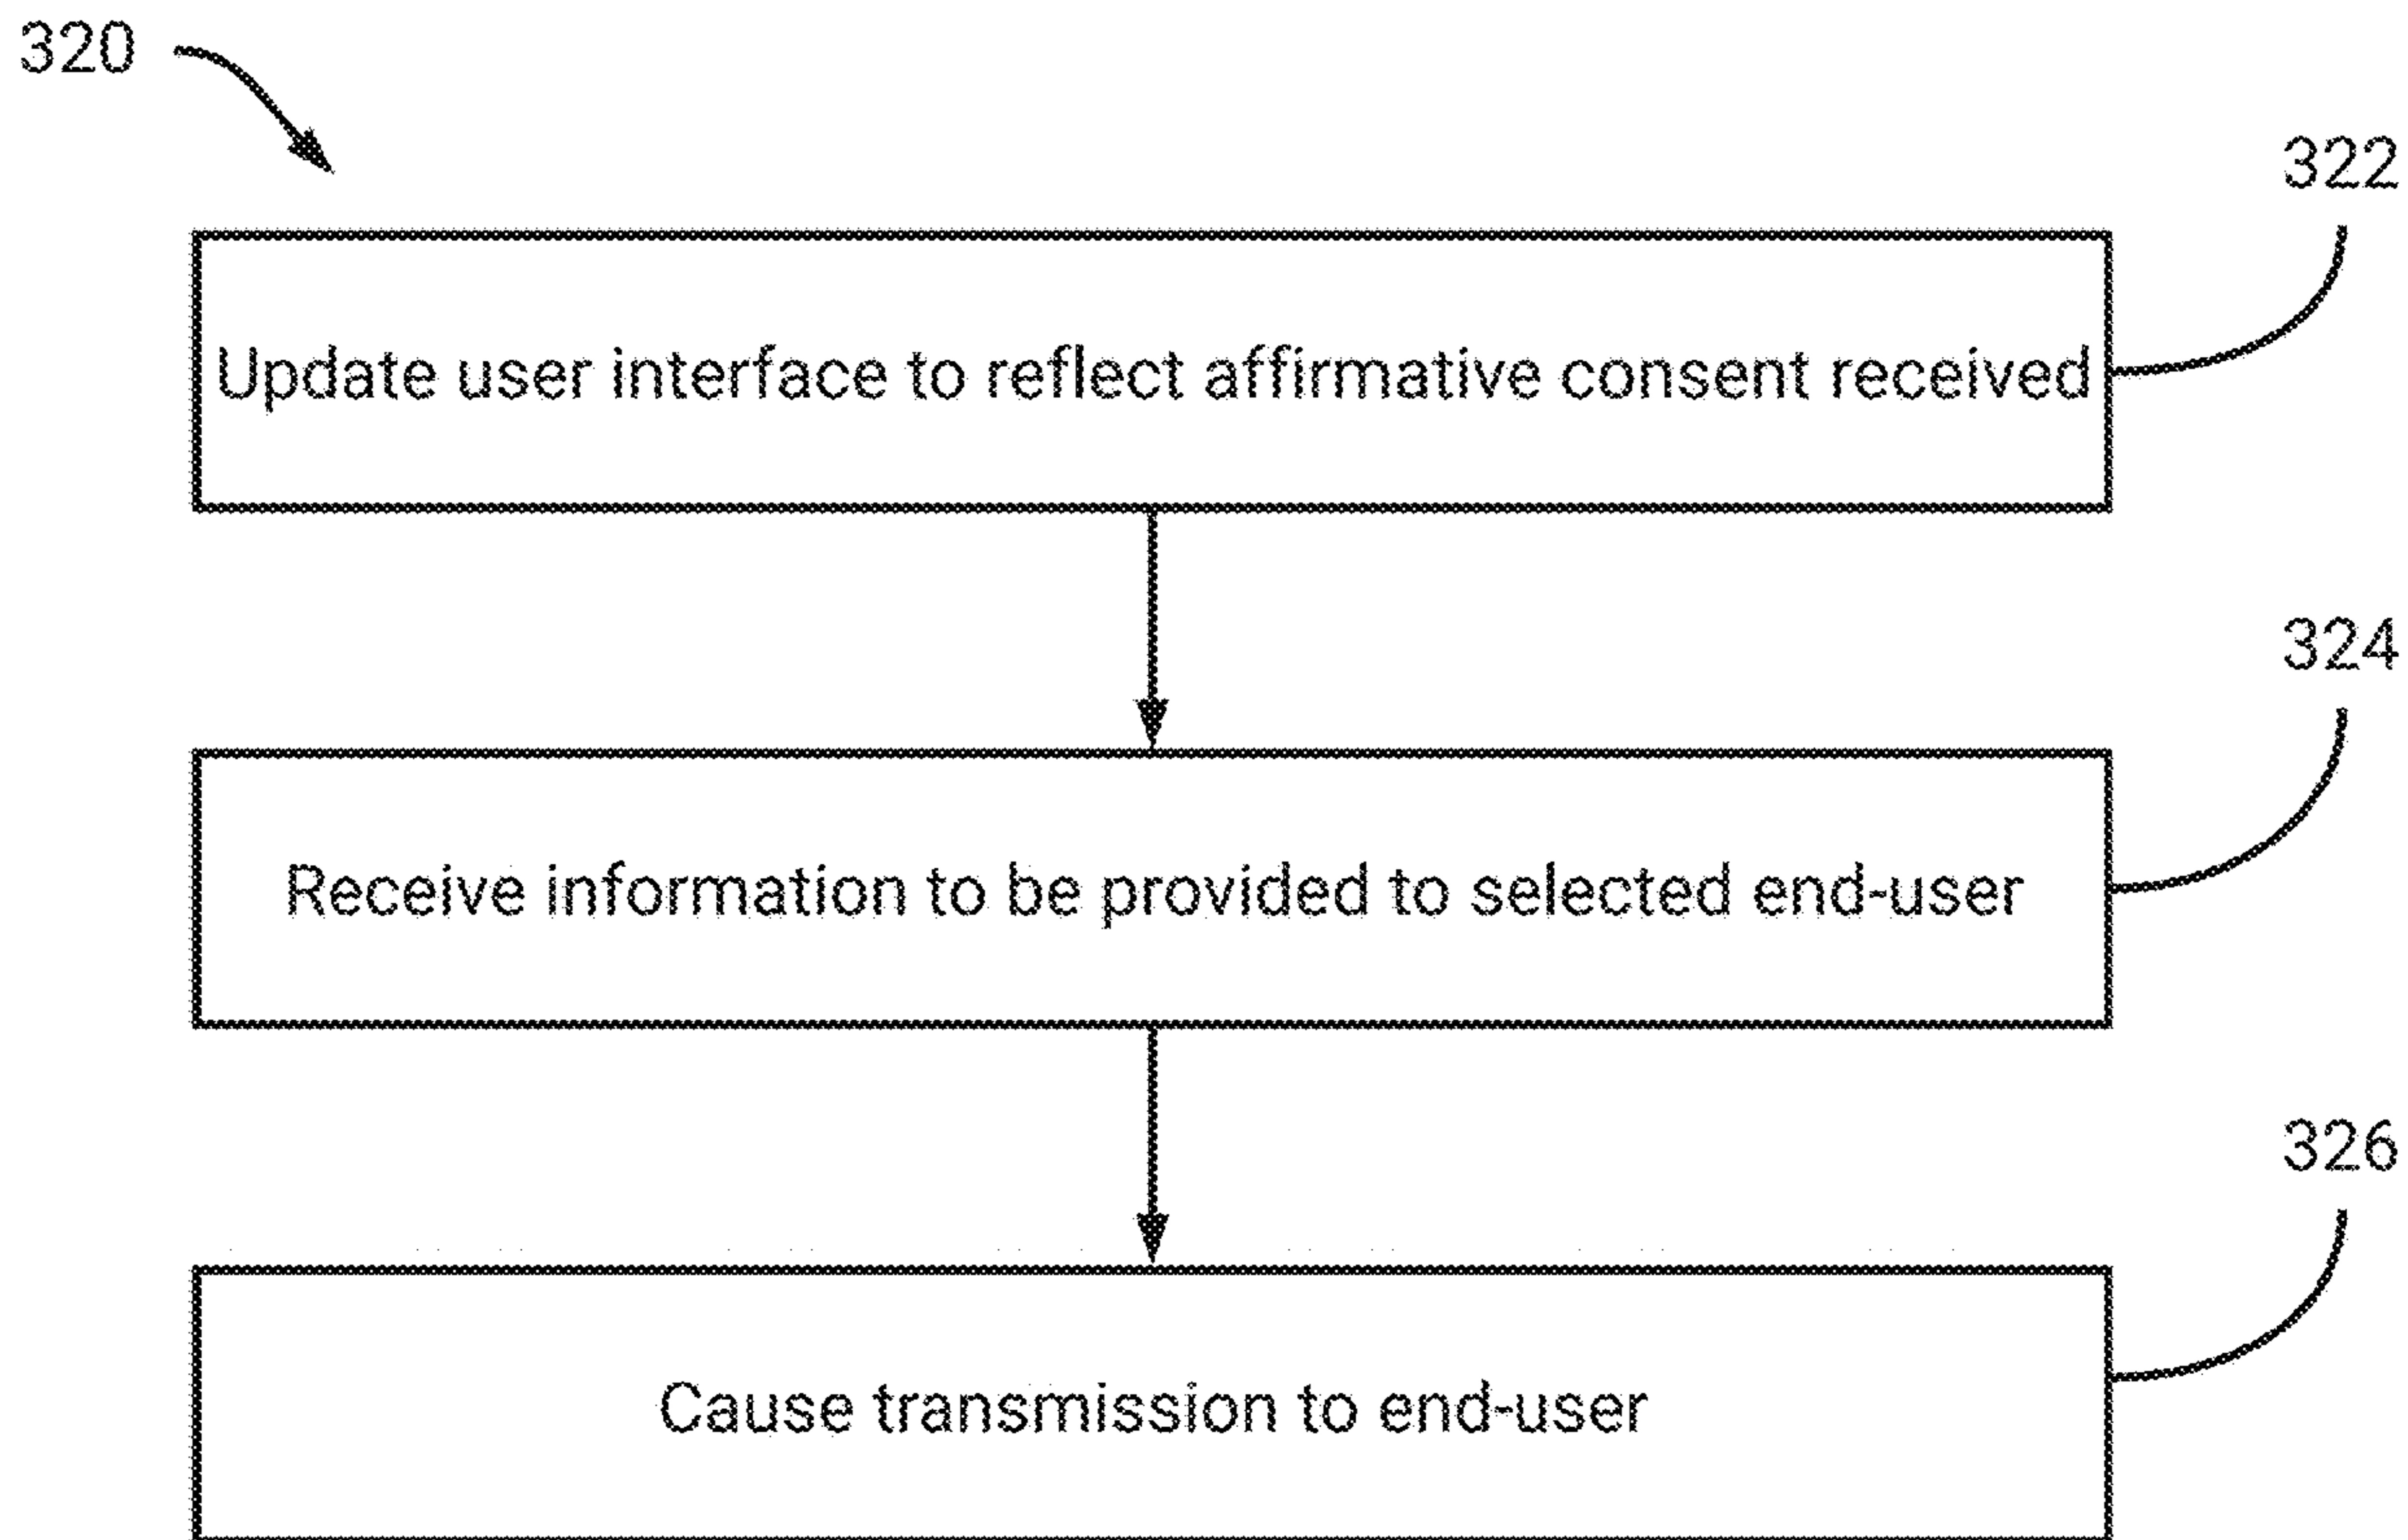 320
322
Update user interface to reflect affirmative consent received
324
Receive information to be provided to selected end-user
326
Cause transmission to end-user